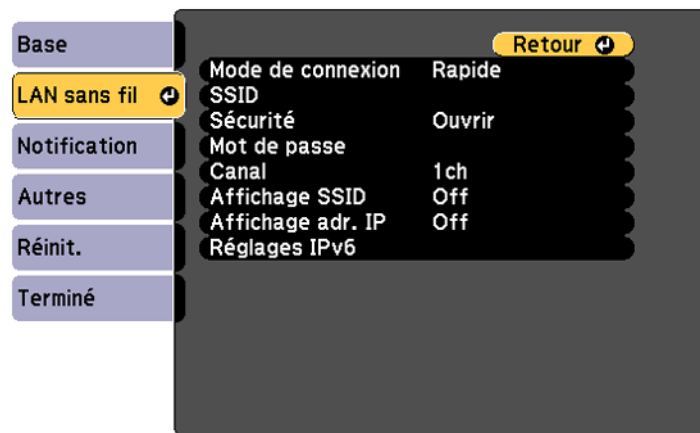 Base
LAN sans fil
Notification
Autres
Réinit.
Terminé
Retour
Mode de connexion Rapide
SSID
Sécurité Ouvrir
Mot de passe
Canal 1ch
Affichage SSID Off
Affichage adr. IP Off
Réglages IPv6